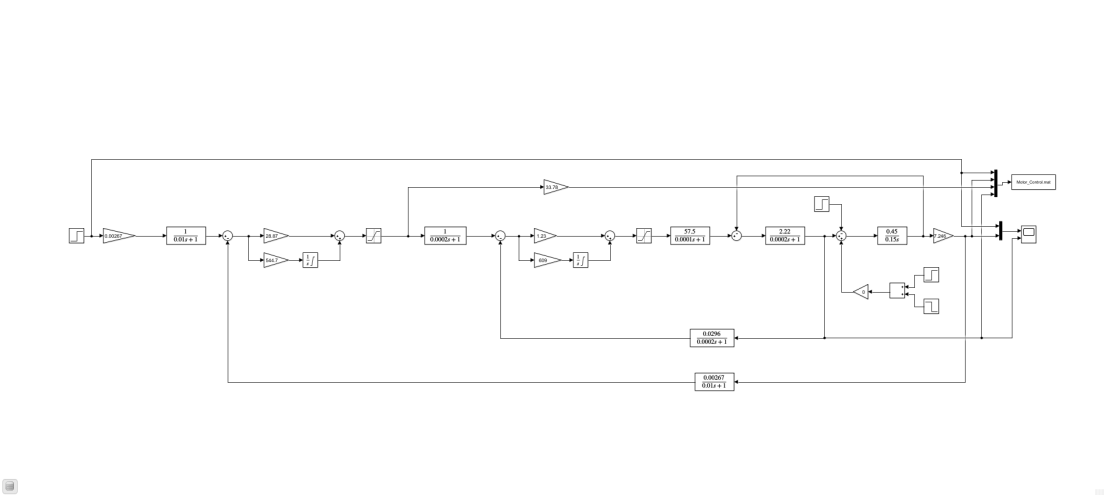 Motor_Control.mat
33.78
0.00267
1
0.01s + 1
28.87
544.7
1
s
1
0.0002s + 1
1.23
609
1
s
57.5
0.0001s + 1
2.22
0.0002s + 1
0.45
0.15s
7.246
0
0.0296
0.0002s + 1
0.00267
0.01s + 1